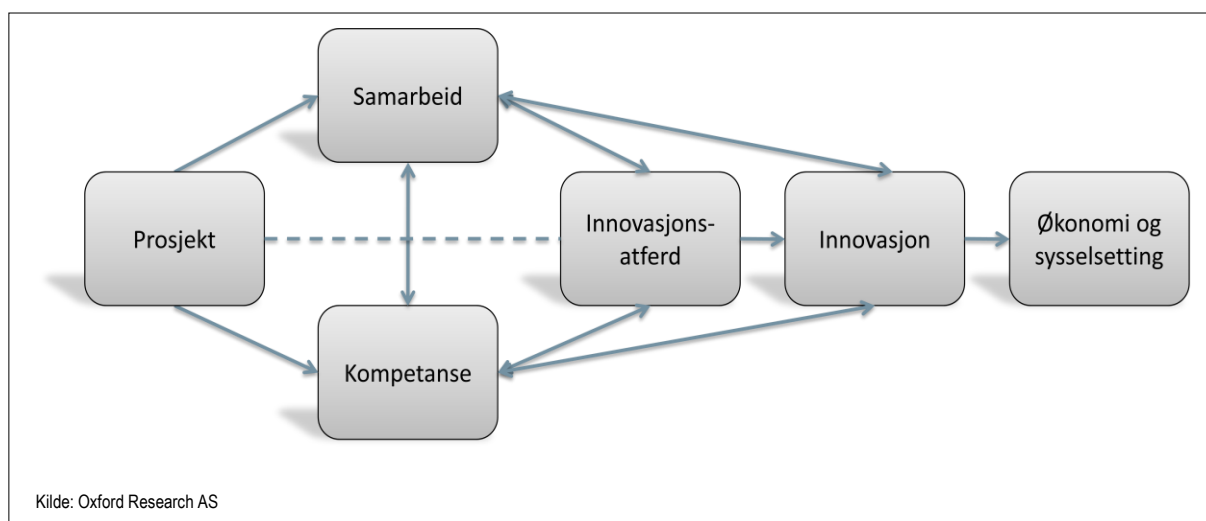 Samarbeid
Prosjekt
Innovasjons-
atferd
Innovasjon
Økonomi og
sysselsetting
Kompetanse
Kilde: Oxford Research AS